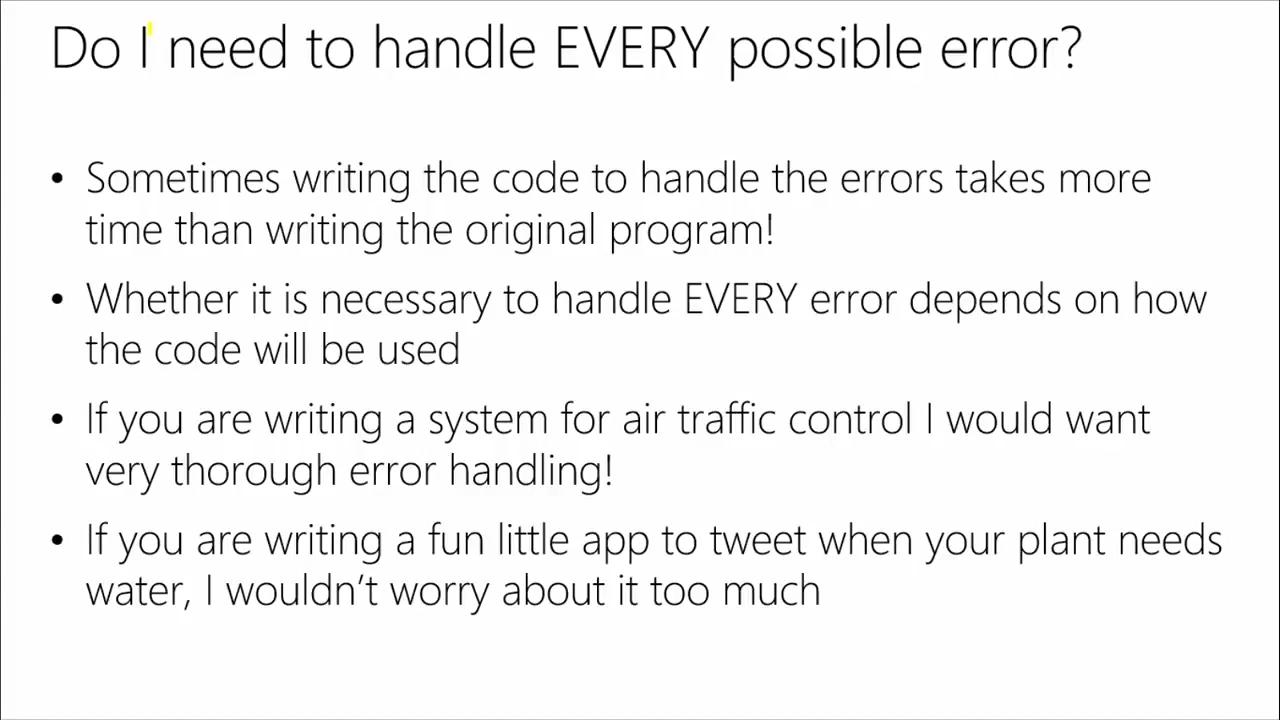 Do I need to handle EVERY possible error?
• Sometimes writing the code to handle the errors takes more
time than writing the original program!
• Whether it is necessary to handle EVERY error depends on how
the code will be used
• If you are writing a system for air traffic control I would want
very thorough error handling!
• If you are writing a fun little app to tweet when your plant needs
water, I wouldn’t worry about it too much